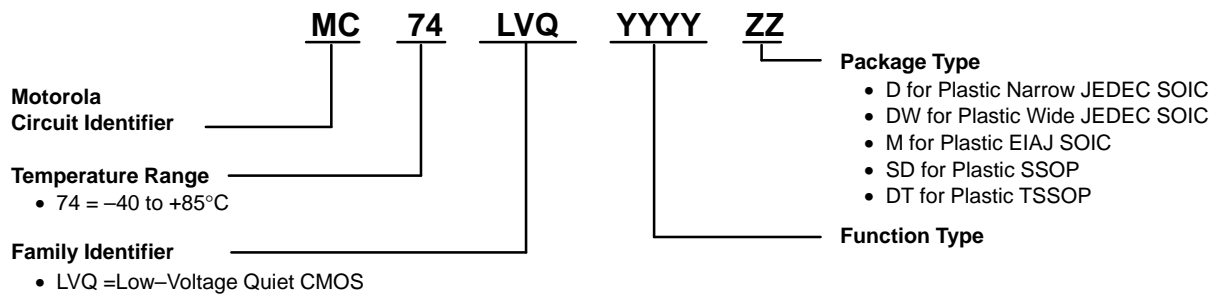 MC 74 LVQ YYYY ZZ
Motorola
Circuit Identifier
Temperature Range
• 74 = –40 to +85°C
Family Identifier
• LVQ =Low–Voltage Quiet CMOS
Package Type
• D for Plastic Narrow JEDEC SOIC
• DW for Plastic Wide JEDEC SOIC
• M for Plastic EIAJ SOIC
• SD for Plastic SSOP
• DT for Plastic TSSOP
Function Type